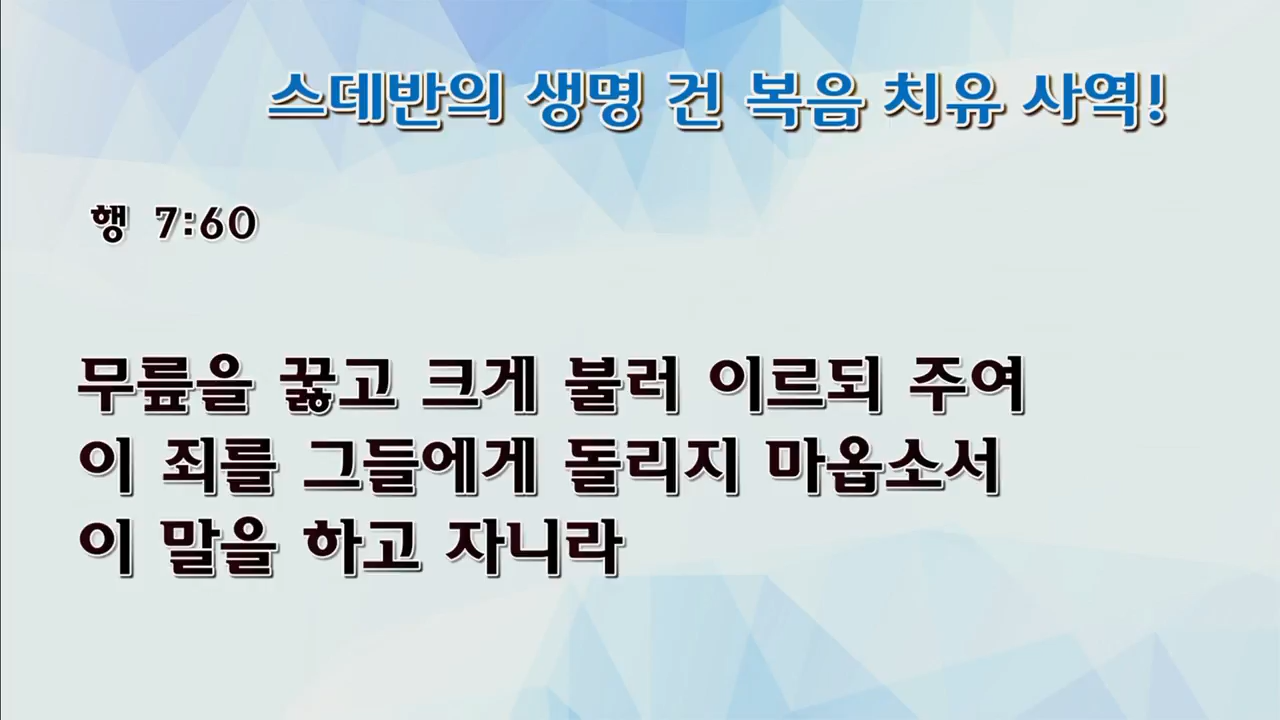 스데반의 생명 건 복음 치유 사역!
행 7:60
무릎을 꿇고 크게 불러 이르되 주여
이 죄를 그들에게 돌리지 마옵소서
이 말을 하고 자니라